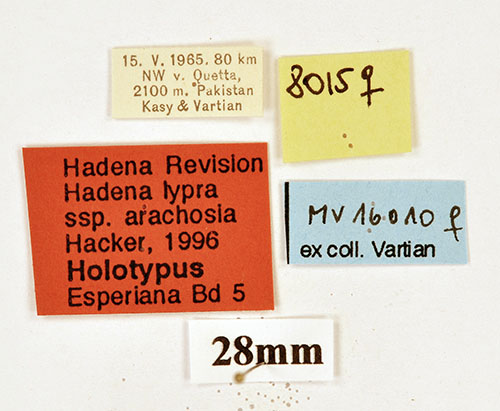 15. V. 1965. 80 km
NW v. Quetta,
2100 m. Pakistan
Kasy & Vartian
8015♀
Hadena Revision
Hadena lypra
ssp. arachosia
Hacker, 1996
Holotypus
Esperiana Bd 5
MV 16010 ♀
ex coll. Vartian
28mm